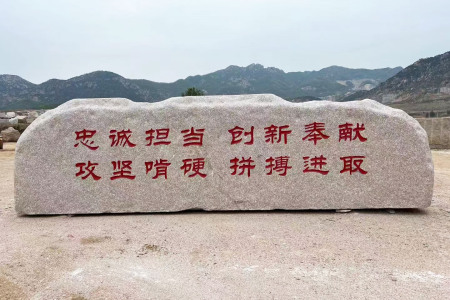 忠诚担当 创新奉献
攻坚啃硬 拼搏进取